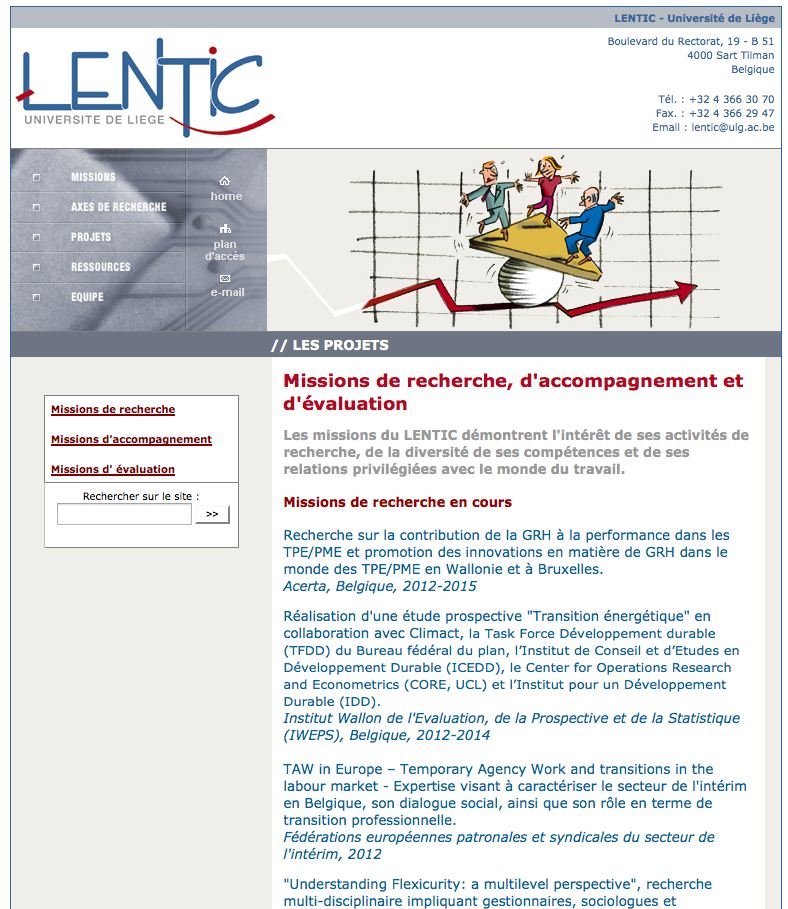 LENTIC - Université de Liège
LENTIC
UNIVERSITE DE LIEGE
Boulevard du Rectorat, 19 - B 51
4000 Sart Tilman
Belgique
Tél. : +32 4 366 30 70
Fax. : +32 4 366 29 47
Email : lentic@ulg.ac.be
MISSIONS
AXES DE RECHERCHE
PROJETS
RESSOURCES
EQUIPE
home
plan
d'accès
e-mail
// LES PROJETS
Missions de recherche
Missions d'accompagnement
Missions d' évaluation
Rechercher sur le site :
>>
Missions de recherche, d'accompagnement et
d'évaluation
Les missions du LENTIC démontrent l'intérêt de ses activités de
recherche, de la diversité de ses compétences et de ses
relations privilégiées avec le monde du travail.
Missions de recherche en cours
Recherche sur la contribution de la GRH à la performance dans les
TPE/PME et promotion des innovations en matière de GRH dans le
monde des TPE/PME en Wallonie et à Bruxelles.
Acerta, Belgique, 2012-2015
Réalisation d'une étude prospective "Transition énergétique" en
collaboration avec Climact, la Task Force Développement durable
(TFDD) du Bureau fédéral du plan, l’Institut de Conseil et d’Etudes en
Développement Durable (ICEDD), le Center for Operations Research
and Econometrics (CORE, UCL) et l’Institut pour un Développement
Durable (IDD).
Institut Wallon de l'Evaluation, de la Prospective et de la Statistique
(IWEPS), Belgique, 2012-2014
TAW in Europe – Temporary Agency Work and transitions in the
labour market - Expertise visant à caractériser le secteur de l'intérim
en Belgique, son dialogue social, ainsi que son rôle en terme de
transition professionnelle.
Fédérations européennes patronales et syndicales du secteur de
l'intérim, 2012
"Understanding Flexicurity: a multilevel perspective", recherche
multi-disciplinaire impliquant gestionnaires, sociologues et